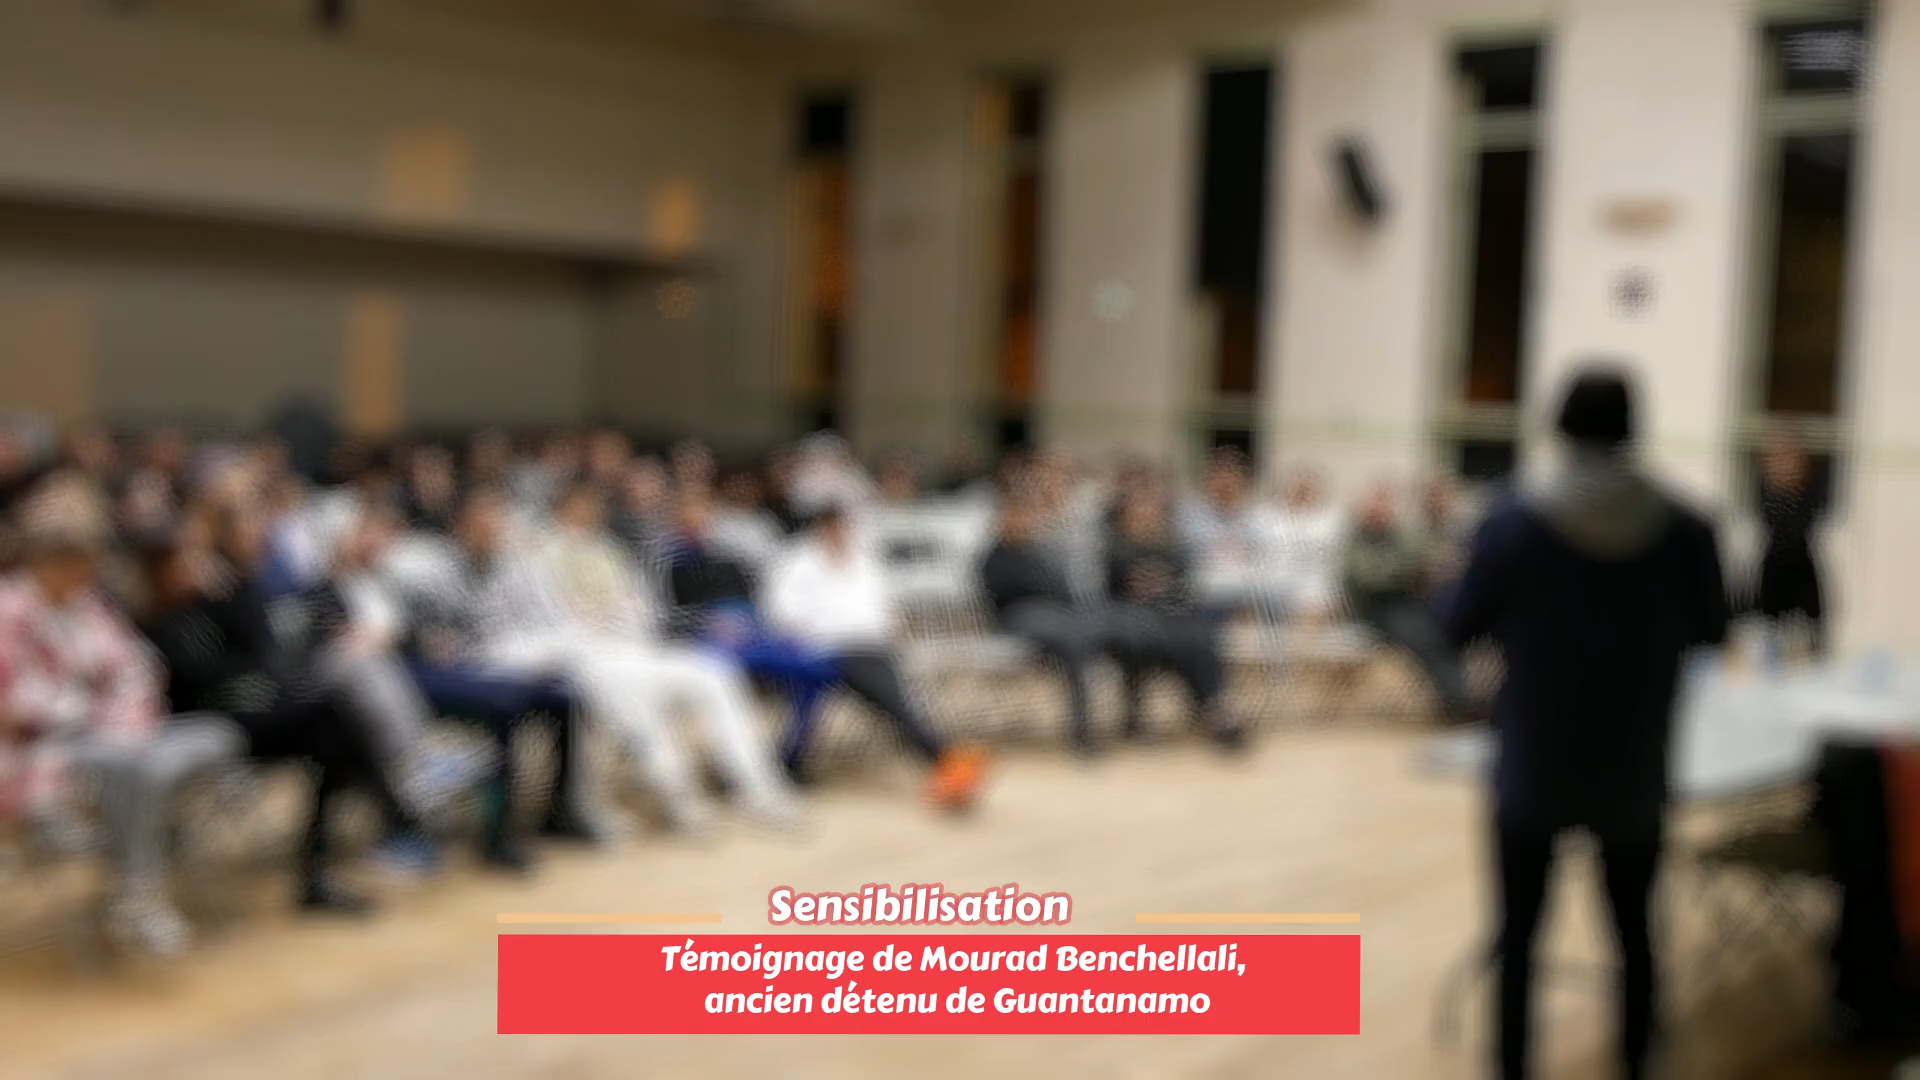 Sensibilisation
Témoignage de Mourad Benchellali,
ancien détenu de Guantanamo